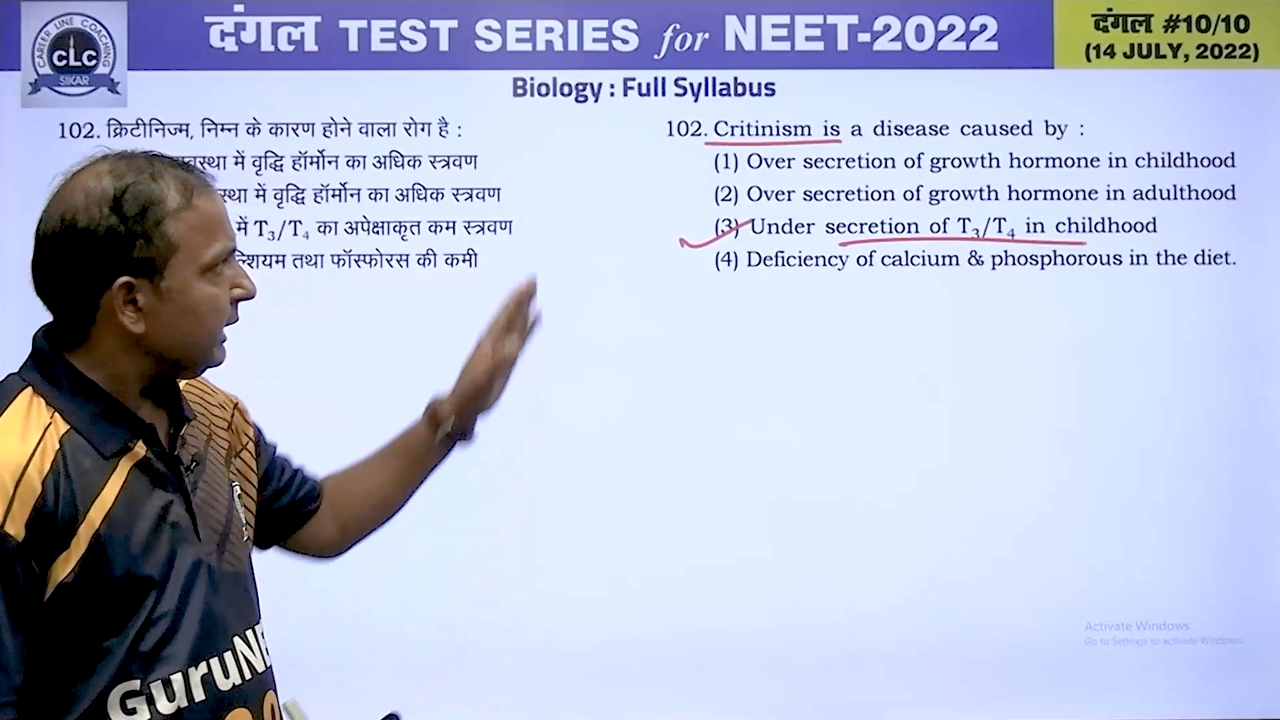 CAREER LINE COACHING
CLC
SIKAR
दंगल TEST SERIES for NEET-2022
दंगल #10/10
(14 JULY, 2022)
Biology : Full Syllabus
102. क्रिटीनिज्म, निम्न के कारण होने वाला रोग है :
में वृद्धि हॉर्मोन का अधिक स्त्रवण
में वृद्धि हॉर्मोन का अधिक स्त्रवण
में T₃/T₄ का अपेक्षाकृत कम स्त्रवण
तथा फॉस्फोरस की कमी
102. Critinism is a disease caused by :
(1) Over secretion of growth hormone in childhood
(2) Over secretion of growth hormone in adulthood
(3) Under secretion of T₃/T₄ in childhood
(4) Deficiency of calcium & phosphorous in the diet.
Activate Windows
Go to Settings to activate Windows.